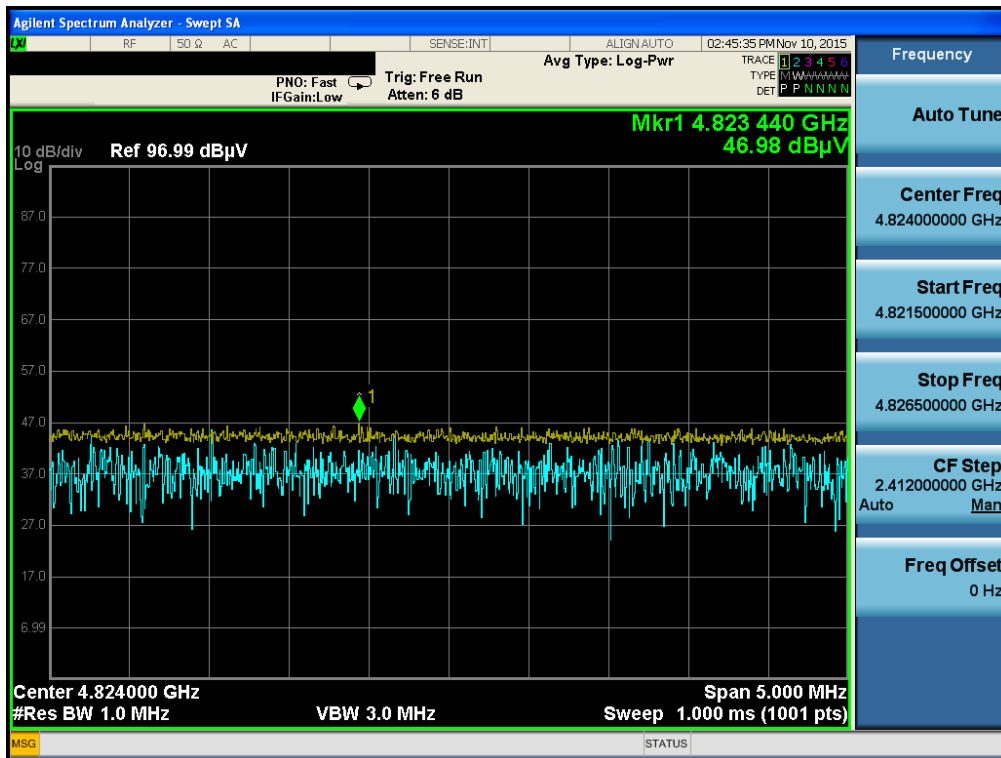 Agilent Spectrum Analyzer - Swept SA
LXI RF 50 Ω AC SENSE:INT ALIGN AUTO 02:45:35 PM Nov 10, 2015
Avg Type: Log-Pwr TRACE 1 2 3 4 5 6
PNO: Fast Trig: Free Run TYPE M W
IFGain:Low Atten: 6 dB DET P P N N N N
Mkr1 4.823 440 GHz
46.98 dBµV
10 dB/div Ref 96.99 dBµV
Log
87.0
77.0
67.0
57.0
1
47.0
37.0
27.0
17.0
6.99
Center 4.824000 GHz Span 5.000 MHz
#Res BW 1.0 MHz VBW 3.0 MHz Sweep 1.000 ms (1001 pts)
MSG STATUS
Frequency
Auto Tune
Center Freq
4.824000000 GHz
Start Freq
4.821500000 GHz
Stop Freq
4.826500000 GHz
CF Step
2.412000000 GHz
Auto Man
Freq Offset
0 Hz